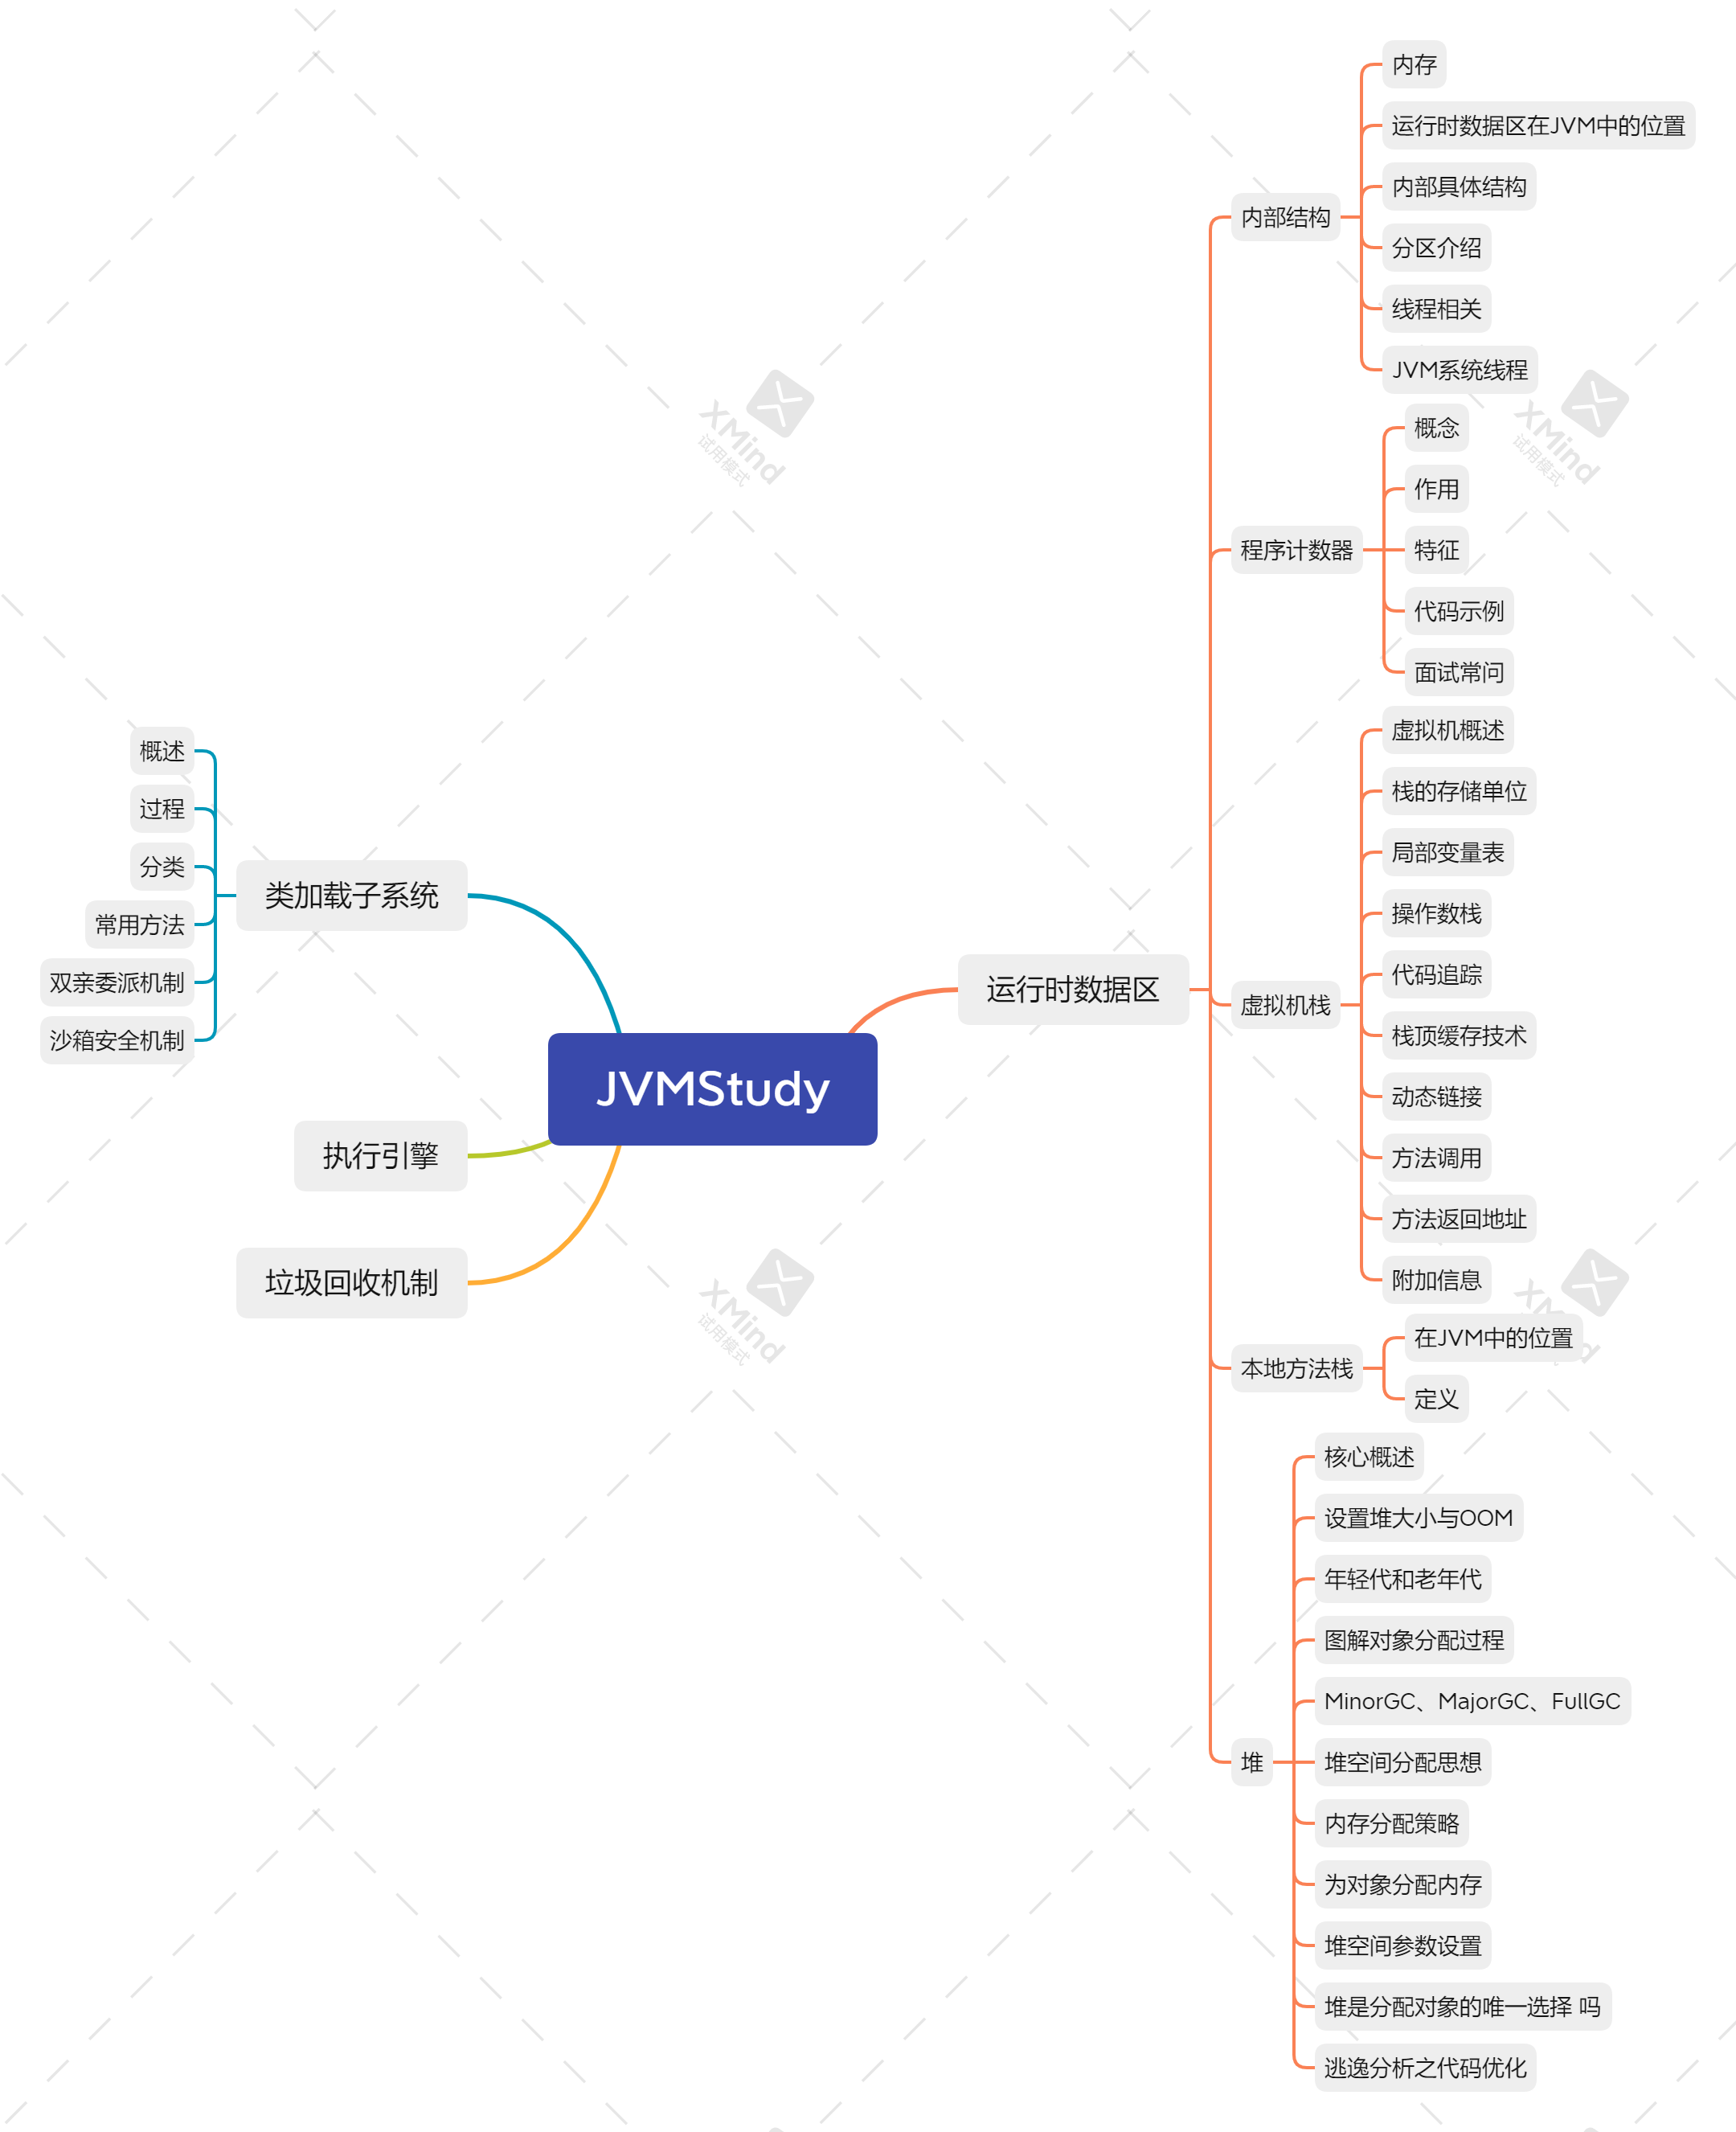 JVMStudy
运行时数据区
内部结构
内存
运行时数据区在JVM中的位置
内部具体结构
分区介绍
线程相关
JVM系统线程
程序计数器
概念
作用
特征
代码示例
面试常问
虚拟机栈
虚拟机概述
栈的存储单位
局部变量表
操作数栈
代码追踪
栈顶缓存技术
动态链接
方法调用
方法返回地址
附加信息
本地方法栈
在JVM中的位置
定义
堆
核心概述
设置堆大小与OOM
年轻代和老年代
图解对象分配过程
MinorGC、MajorGC、FullGC
堆空间分配思想
内存分配策略
为对象分配内存
堆空间参数设置
堆是分配对象的唯一选择 吗
逃逸分析之代码优化
类加载子系统
概述
过程
分类
常用方法
双亲委派机制
沙箱安全机制
执行引擎
垃圾回收机制
XMind
试用模式
XMind
试用模式
XMind
试用模式